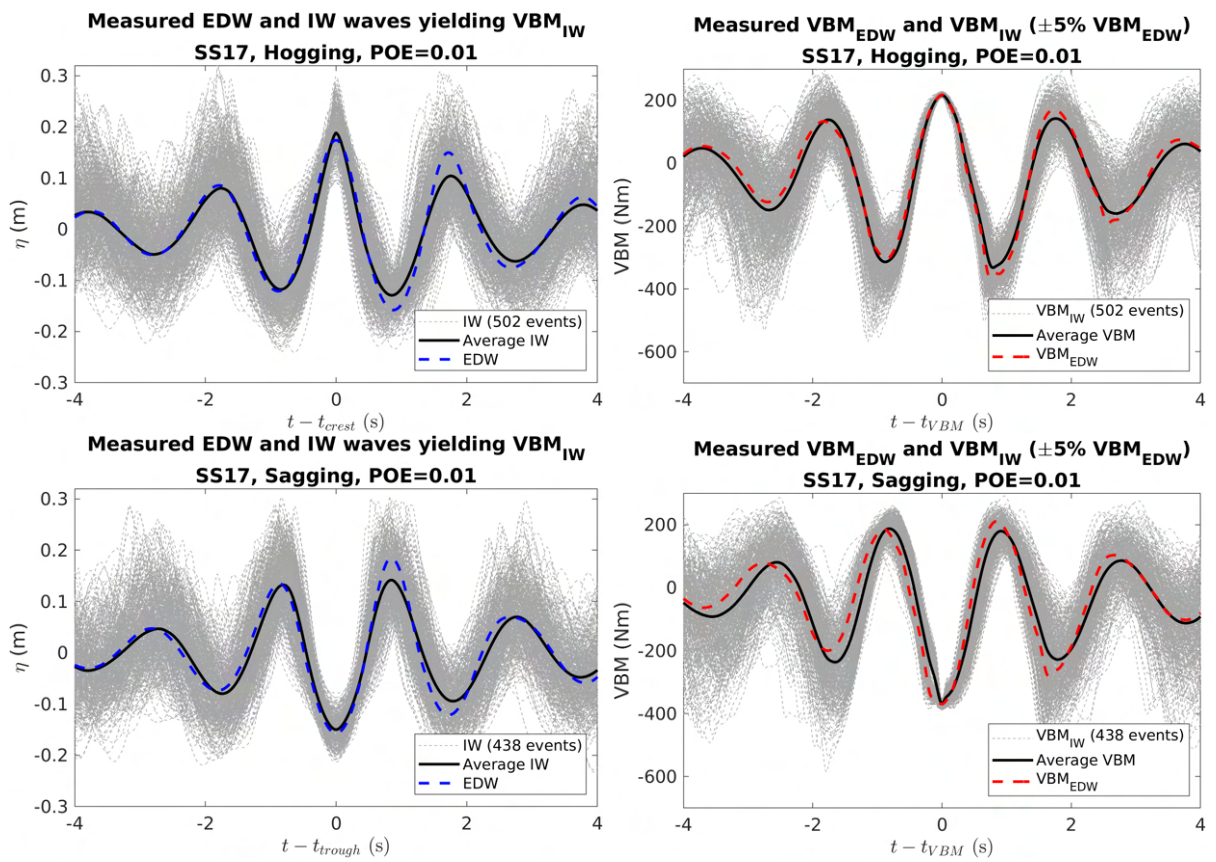 Measured EDW and IW waves yielding VBM_IW
SS17, Hogging, POE=0.01
0.3
0.2
0.1
0
-0.1
-0.2
-0.3
η (m)
IW (502 events)
Average IW
EDW
-4
-2
0
2
4
t − t_crest (s)
Measured VBM_EDW and VBM_IW (±5% VBM_EDW)
SS17, Hogging, POE=0.01
200
0
-200
-400
-600
VBM (Nm)
VBM_IW (502 events)
Average VBM
VBM_EDW
-4
-2
0
2
4
t − t_VBM (s)
Measured EDW and IW waves yielding VBM_IW
SS17, Sagging, POE=0.01
0.3
0.2
0.1
0
-0.1
-0.2
-0.3
η (m)
IW (438 events)
Average IW
EDW
-4
-2
0
2
4
t − t_trough (s)
Measured VBM_EDW and VBM_IW (±5% VBM_EDW)
SS17, Sagging, POE=0.01
200
0
-200
-400
-600
VBM (Nm)
VBM_IW (438 events)
Average VBM
VBM_EDW
-4
-2
0
2
4
t − t_VBM (s)